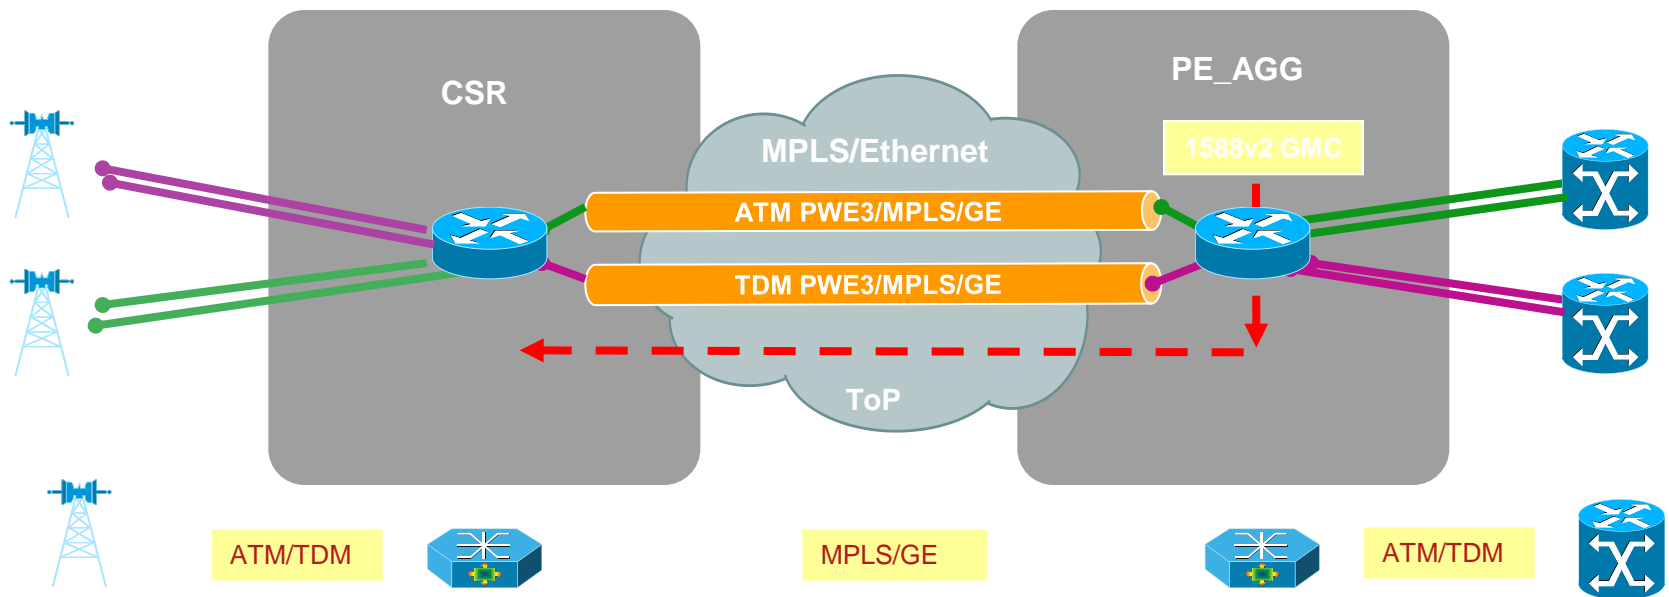 CSR
PE_AGG
1588v2 GMC
MPLS/Ethernet
ATM PWE3/MPLS/GE
TDM PWE3/MPLS/GE
ToP
ATM/TDM
MPLS/GE
ATM/TDM